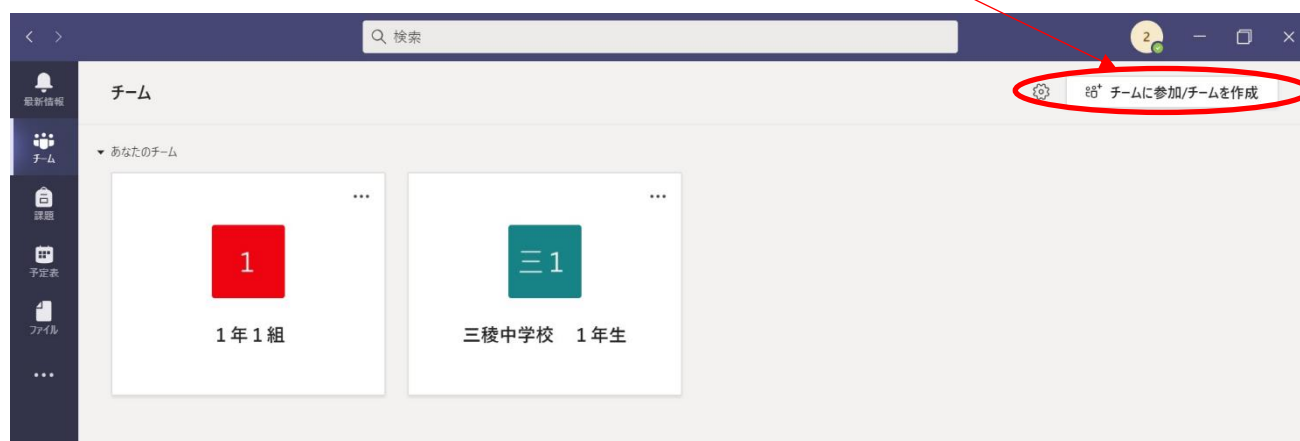 検索
2
最新情報
チーム
チームに参加/チームを作成
チーム
あなたのチーム
課題
予定表
ファイル
1
三1
1年1組
三稜中学校　1年生